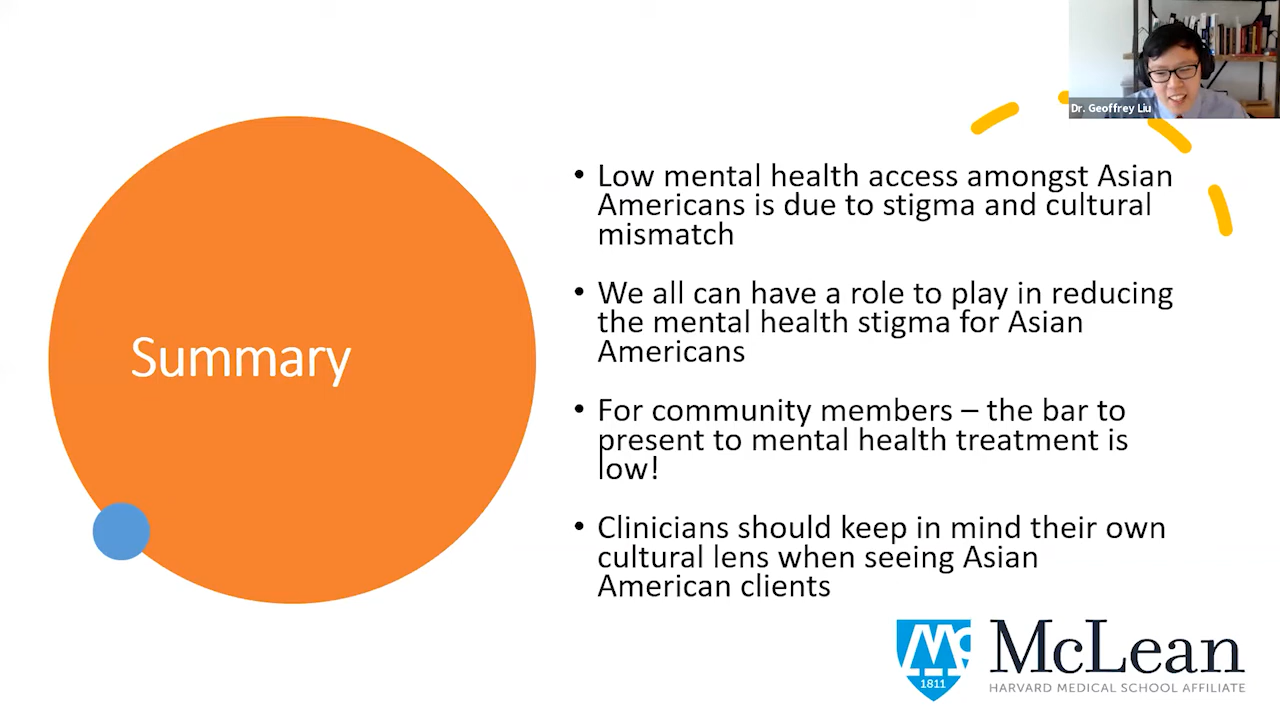 Dr. Geoffrey Liu
Summary
• Low mental health access amongst Asian
Americans is due to stigma and cultural
mismatch
• We all can have a role to play in reducing
the mental health stigma for Asian
Americans
• For community members – the bar to
present to mental health treatment is
low!
• Clinicians should keep in mind their own
cultural lens when seeing Asian
American clients
1811
McLean
HARVARD MEDICAL SCHOOL AFFILIATE